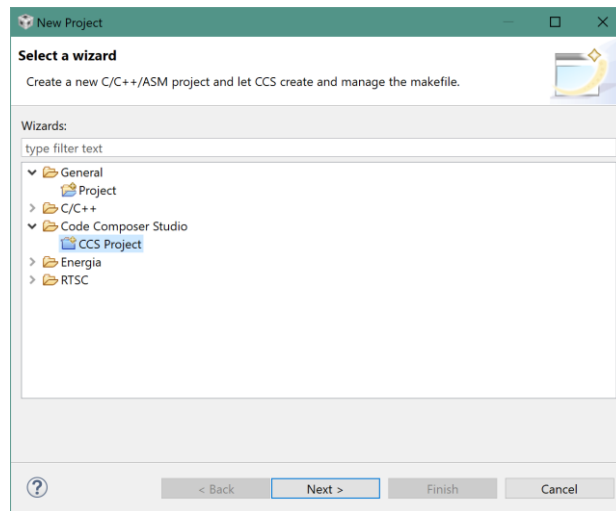 New Project
Select a wizard
Create a new C/C++/ASM project and let CCS create and manage the makefile.
Wizards:
type filter text
General
Project
C/C++
Code Composer Studio
CCS Project
Energia
RTSC
?
< Back Next > Finish Cancel